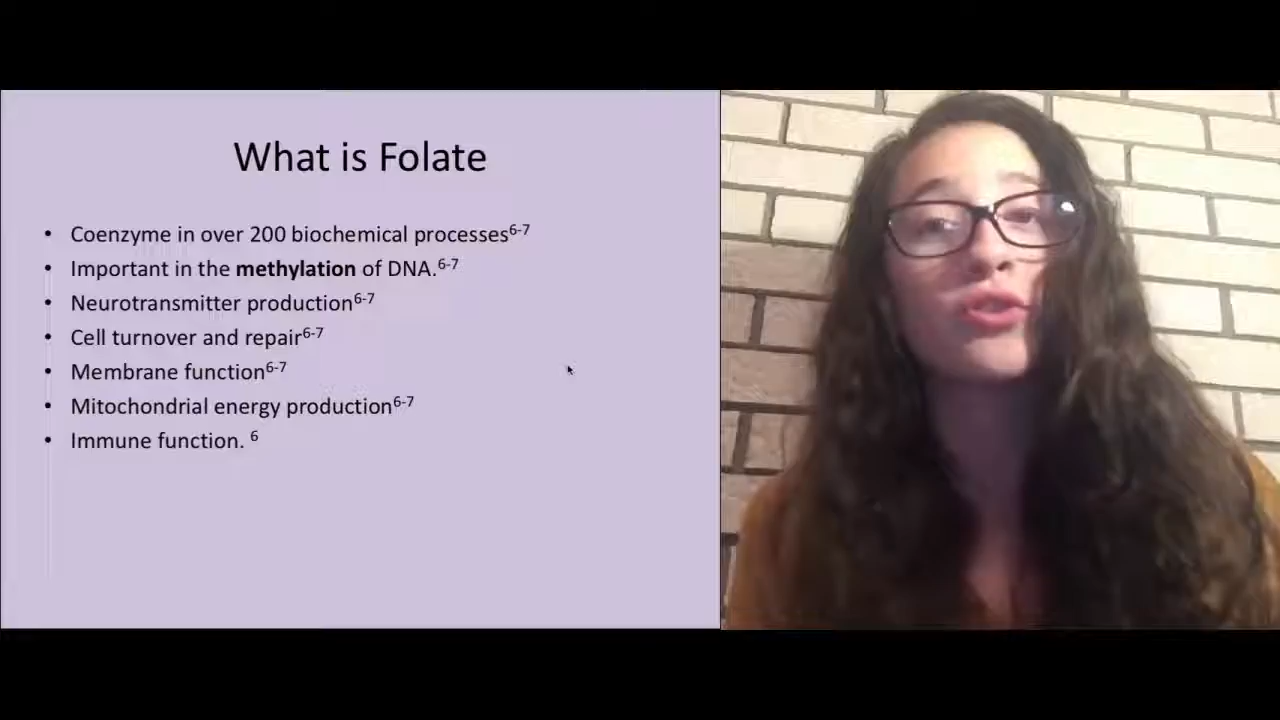 What is Folate
• Coenzyme in over 200 biochemical processes6-7
• Important in the methylation of DNA.6-7
• Neurotransmitter production6-7
• Cell turnover and repair6-7
• Membrane function6-7
• Mitochondrial energy production6-7
• Immune function. 6